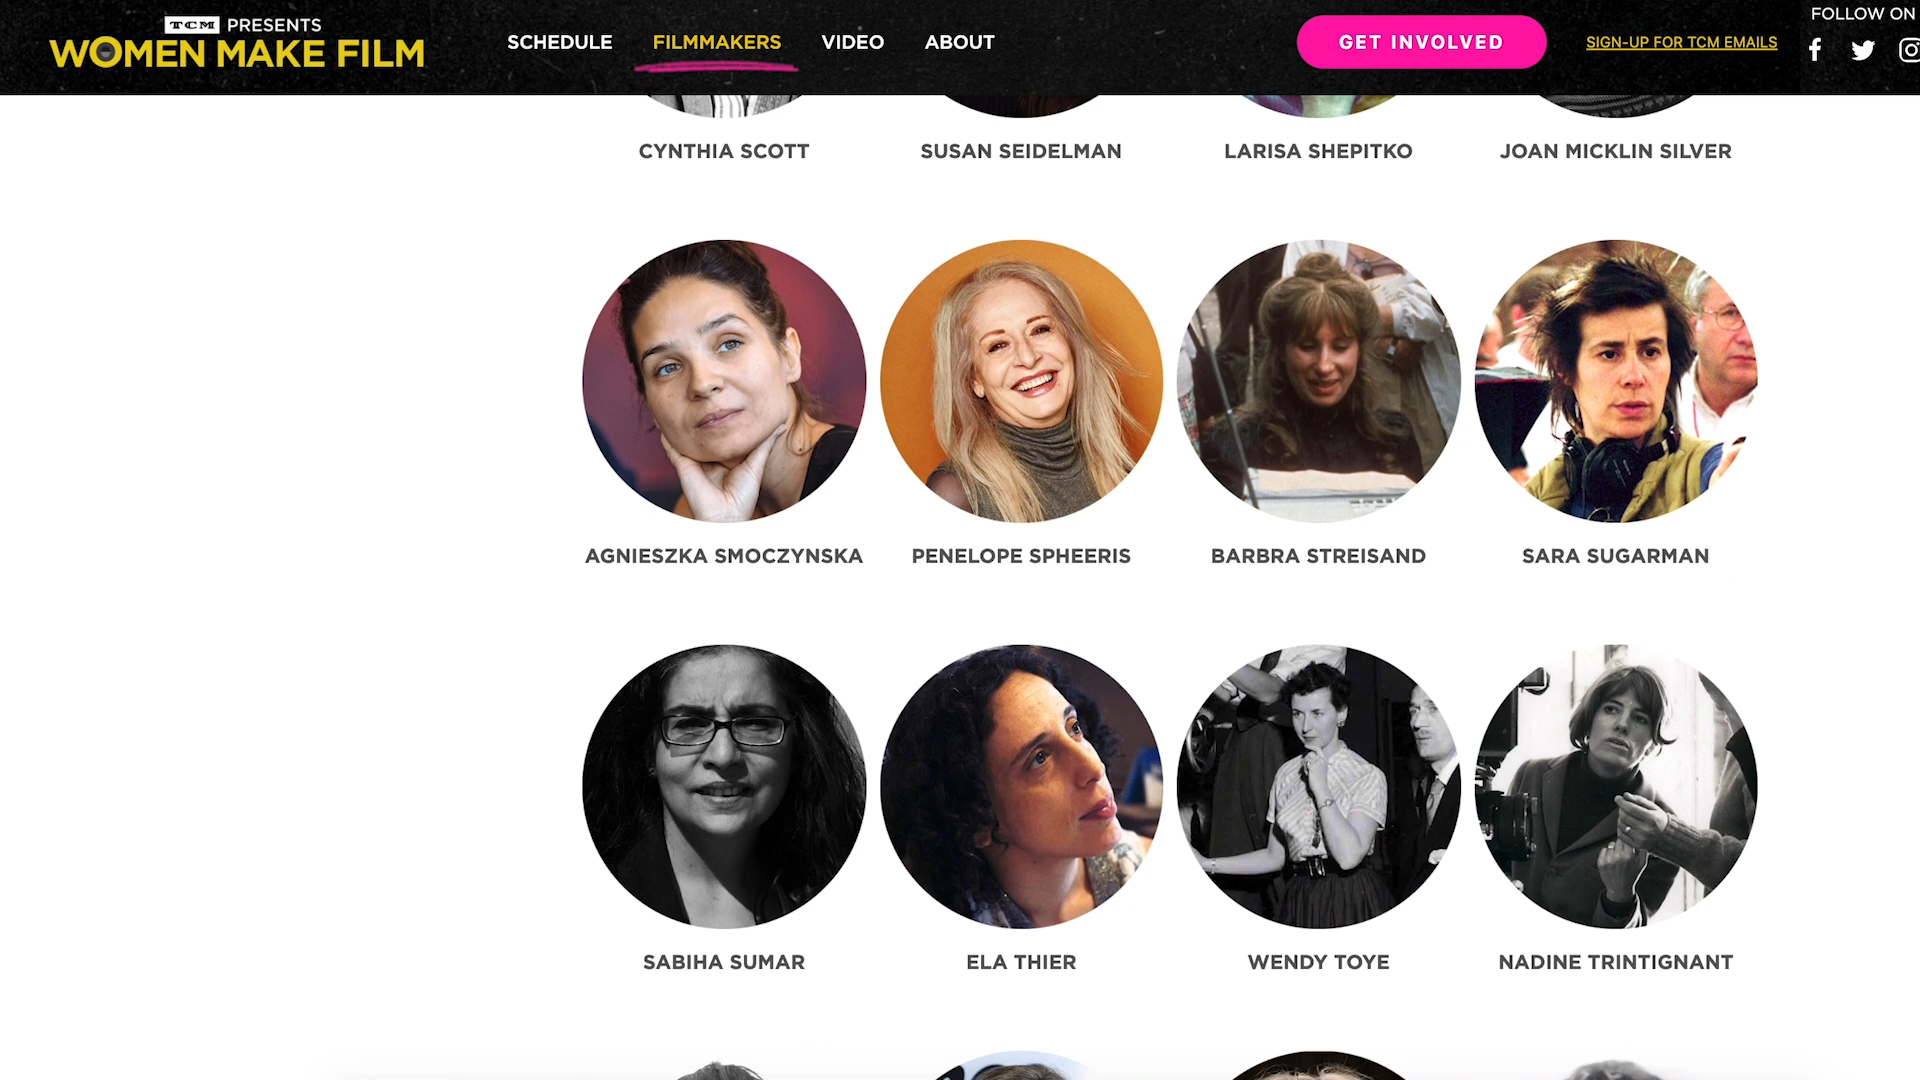 TCM PRESENTS
WOMEN MAKE FILM
SCHEDULE
FILMMAKERS
VIDEO
ABOUT
GET INVOLVED
SIGN-UP FOR TCM EMAILS
FOLLOW ON
CYNTHIA SCOTT
SUSAN SEIDELMAN
LARISA SHEPITKO
JOAN MICKLIN SILVER
AGNIESZKA SMOCZYNSKA
PENELOPE SPHEERIS
BARBRA STREISAND
SARA SUGARMAN
SABIHA SUMAR
ELA THIER
WENDY TOYE
NADINE TRINTIGNANT